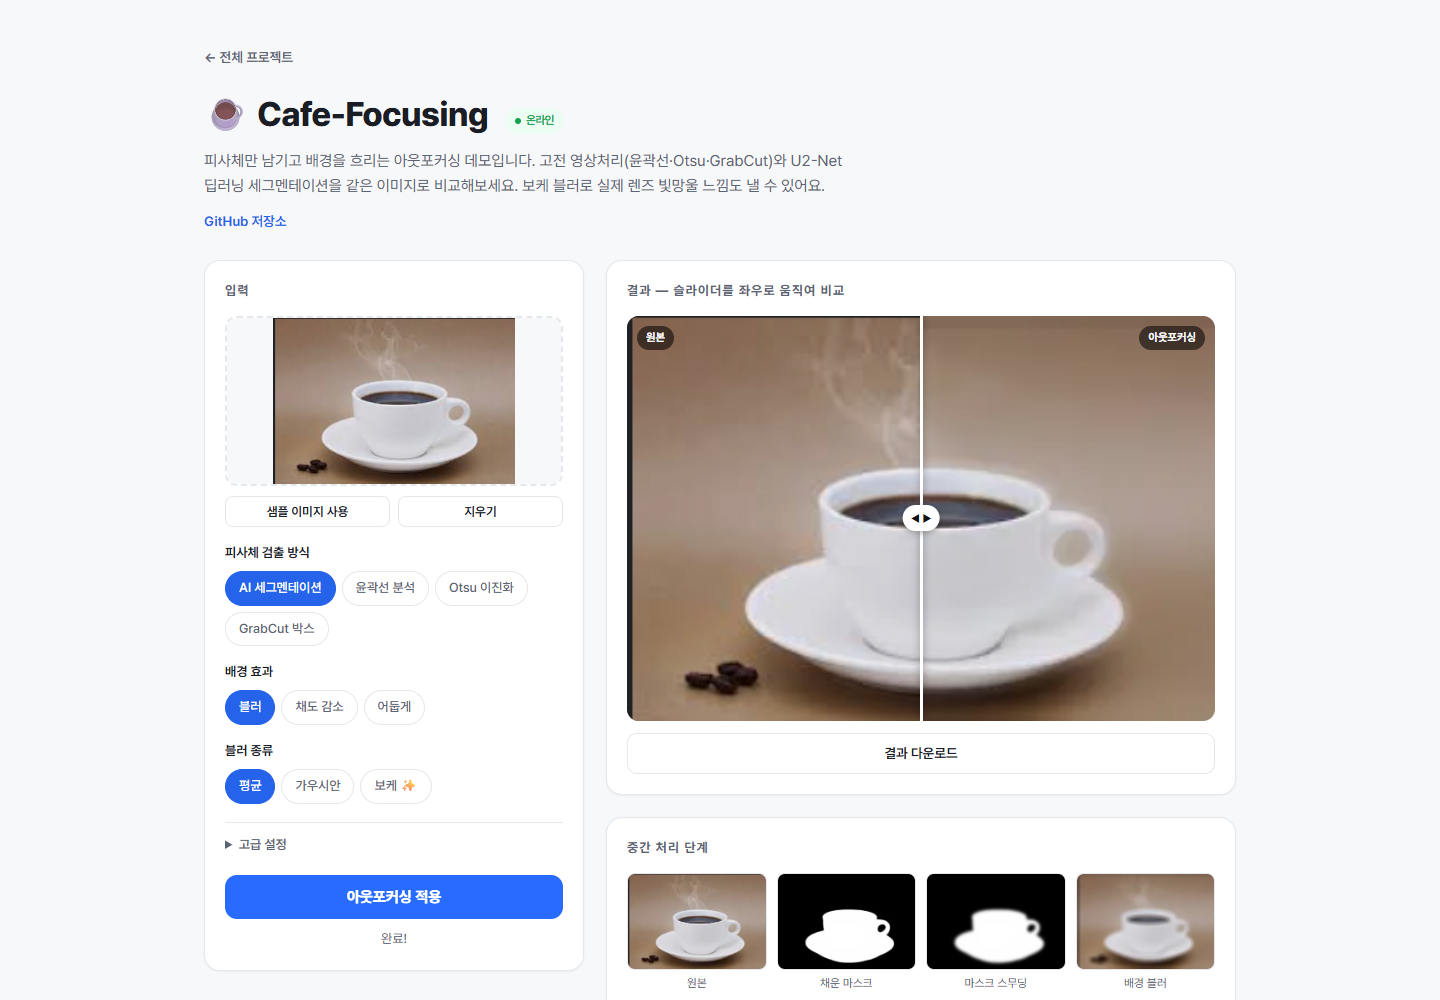 ← 전체 프로젝트
Cafe-Focusing
온라인
피사체만 남기고 배경을 흐리는 아웃포커싱 데모입니다. 고전 영상처리(윤곽선·Otsu·GrabCut)와 U2-Net
딥러닝 세그멘테이션을 같은 이미지로 비교해보세요. 보케 블러로 실제 렌즈 빛망울 느낌도 낼 수 있어요.
GitHub 저장소
입력
샘플 이미지 사용
지우기
피사체 검출 방식
AI 세그멘테이션
윤곽선 분석
Otsu 이진화
GrabCut 박스
배경 효과
블러
채도 감소
어둡게
블러 종류
평균
가우시안
보케 ✨
▶ 고급 설정
아웃포커싱 적용
완료!
결과 — 슬라이더를 좌우로 움직여 비교
원본
아웃포커싱
결과 다운로드
중간 처리 단계
원본
채운 마스크
마스크 스무딩
배경 블러